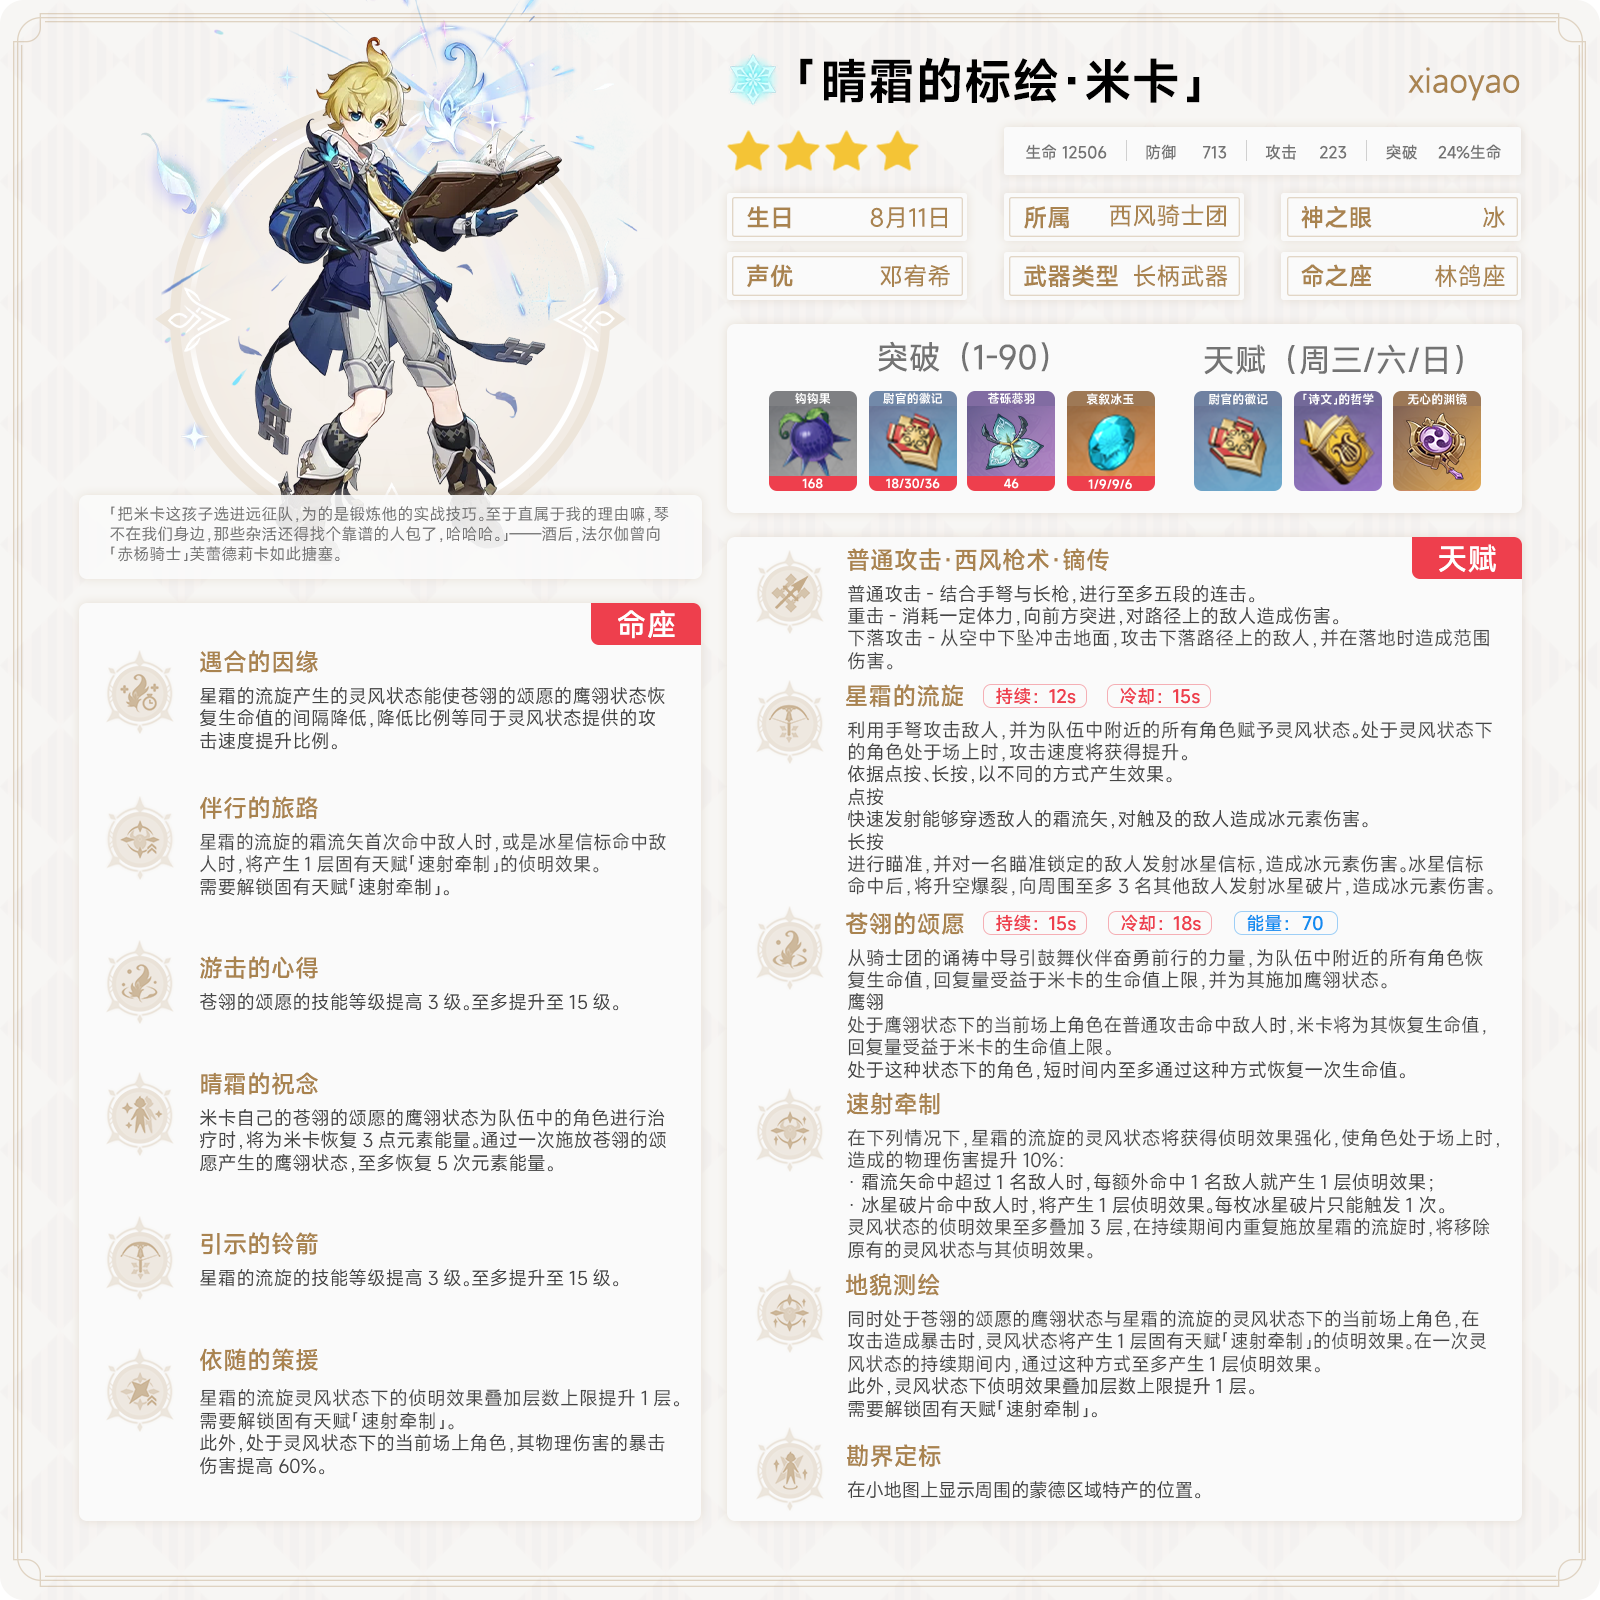 「晴霜的标绘·米卡」
xiaoyao
生命 12506 防御 713 攻击 223 突破 24%生命
生日 8月11日
所属 西风骑士团
神之眼 冰
声优 邓宥希
武器类型 长柄武器
命之座 林鸽座
突破（1-90）
钩钩果 尉官的徽记 苍砾蕊羽 哀叙冰玉
168 18/30/36 46 1/9/9/6
天赋（周三/六/日）
尉官的徽记 「诗文」的哲学 无心的渊镜
「把米卡这孩子选进远征队，为的是锻炼他的实战技巧。至于直属于我的理由嘛，琴
不在我们身边，那些杂活还得找个靠谱的人包了，哈哈哈。」——酒后，法尔伽曾向
「赤杨骑士」芙蕾德莉卡如此搪塞。
命座
遇合的因缘
星霜的流旋产生的灵风状态能使苍翎的颂愿的鹰翎状态恢
复生命值的间隔降低，降低比例等同于灵风状态提供的攻
击速度提升比例。
伴行的旅路
星霜的流旋的霜流矢首次命中敌人时，或是冰星信标命中敌
人时，将产生 1 层固有天赋「速射牵制」的侦明效果。
需要解锁固有天赋「速射牵制」。
游击的心得
苍翎的颂愿的技能等级提高 3 级。至多提升至 15 级。
晴霜的祝念
米卡自己的苍翎的颂愿的鹰翎状态为队伍中的角色进行治
疗时，将为米卡恢复 3 点元素能量。通过一次施放苍翎的颂
愿产生的鹰翎状态，至多恢复 5 次元素能量。
引示的铃箭
星霜的流旋的技能等级提高 3 级。至多提升至 15 级。
依随的策援
星霜的流旋灵风状态下的侦明效果叠加层数上限提升 1 层。
需要解锁固有天赋「速射牵制」。
此外，处于灵风状态下的当前场上角色，其物理伤害的暴击
伤害提高 60%。
天赋
普通攻击·西风枪术·镝传
普通攻击 - 结合手弩与长枪，进行至多五段的连击。
重击 - 消耗一定体力，向前方突进，对路径上的敌人造成伤害。
下落攻击 - 从空中下坠冲击地面，攻击下落路径上的敌人，并在落地时造成范围
伤害。
星霜的流旋 持续：12s 冷却：15s
利用手弩攻击敌人，并为队伍中附近的所有角色赋予灵风状态。处于灵风状态下
的角色处于场上时，攻击速度将获得提升。
依据点按、长按，以不同的方式产生效果。
点按
快速发射能够穿透敌人的霜流矢，对触及的敌人造成冰元素伤害。
长按
进行瞄准，并对一名瞄准锁定的敌人发射冰星信标，造成冰元素伤害。冰星信标
命中后，将升空爆裂，向周围至多 3 名其他敌人发射冰星破片，造成冰元素伤害。
苍翎的颂愿 持续：15s 冷却：18s 能量：70
从骑士团的诵祷中导引鼓舞伙伴奋勇前行的力量，为队伍中附近的所有角色恢
复生命值，回复量受益于米卡的生命值上限，并为其施加鹰翎状态。
鹰翎
处于鹰翎状态下的当前场上角色在普通攻击命中敌人时，米卡将为其恢复生命值，
回复量受益于米卡的生命值上限。
处于这种状态下的角色，短时间内至多通过这种方式恢复一次生命值。
速射牵制
在下列情况下，星霜的流旋的灵风状态将获得侦明效果强化，使角色处于场上时，
造成的物理伤害提升 10%：
· 霜流矢命中超过 1 名敌人时，每额外命中 1 名敌人就产生 1 层侦明效果；
· 冰星破片命中敌人时，将产生 1 层侦明效果。每枚冰星破片只能触发 1 次。
灵风状态的侦明效果至多叠加 3 层，在持续期间内重复施放星霜的流旋时，将移除
原有的灵风状态与其侦明效果。
地貌测绘
同时处于苍翎的颂愿的鹰翎状态与星霜的流旋的灵风状态下的当前场上角色，在
攻击造成暴击时，灵风状态将产生 1 层固有天赋「速射牵制」的侦明效果。在一次灵
风状态的持续期间内，通过这种方式至多产生 1 层侦明效果。
此外，灵风状态下侦明效果叠加层数上限提升 1 层。
需要解锁固有天赋「速射牵制」。
勘界定标
在小地图上显示周围的蒙德区域特产的位置。